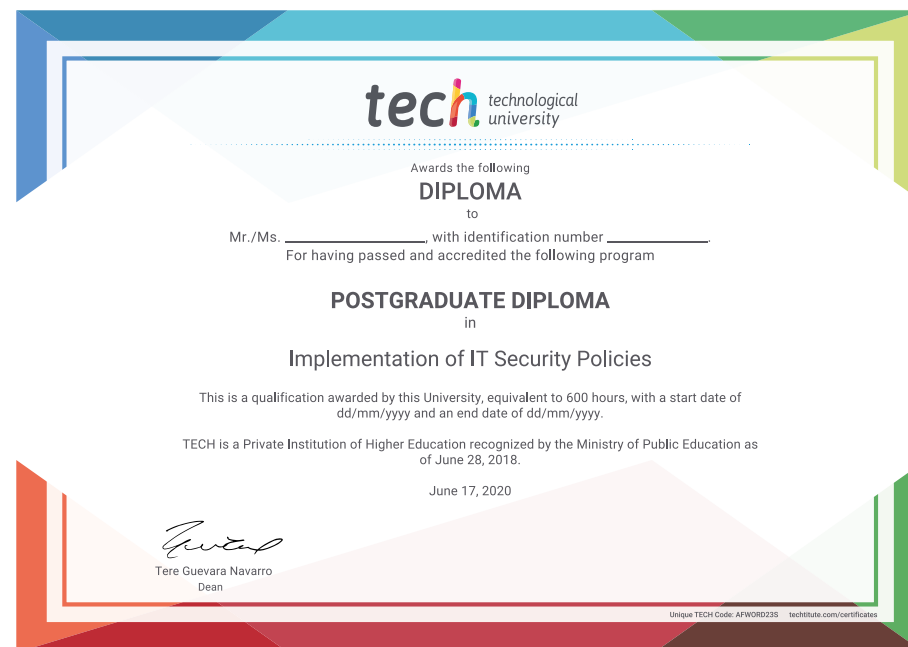 tech technological
university
Awards the following
DIPLOMA
to
Mr./Ms. ____________________, with identification number __________________.
For having passed and accredited the following program
POSTGRADUATE DIPLOMA
in
Implementation of IT Security Policies
This is a qualification awarded by this University, equivalent to 600 hours, with a start date of
dd/mm/yyyy and an end date of dd/mm/yyyy.
TECH is a Private Institution of Higher Education recognized by the Ministry of Public Education as
of June 28, 2018.
June 17, 2020
Tere Guevara Navarro
Dean
Unique TECH Code: AFWORD23S techtitute.com/certificates